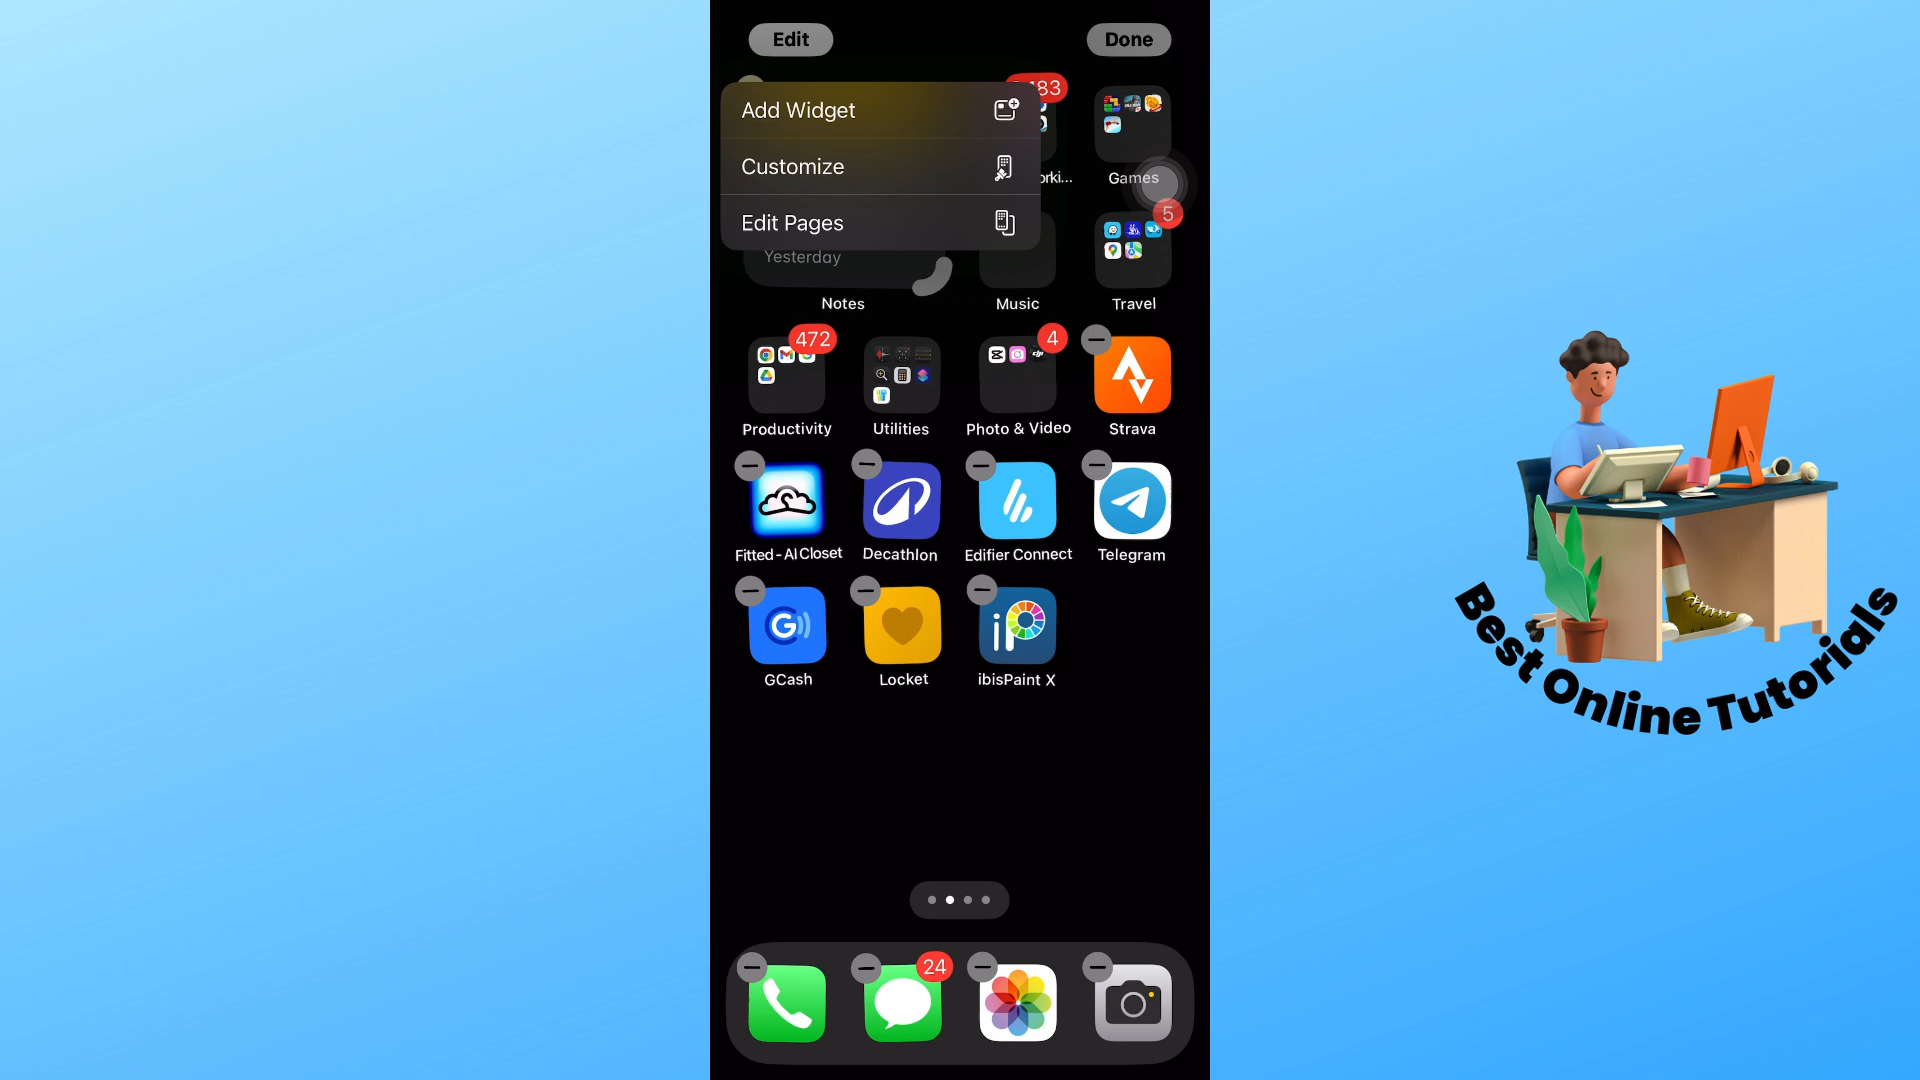 Edit
Done
Add Widget
Customize
Edit Pages
183
Games
5
Yesterday
Notes
Music
Travel
472
4
Productivity
Utilities
Photo & Video
Strava
Fitted - AI Closet
Decathlon
Edifier Connect
Telegram
GCash
Locket
ibisPaint X
24
Best Online Tutorials